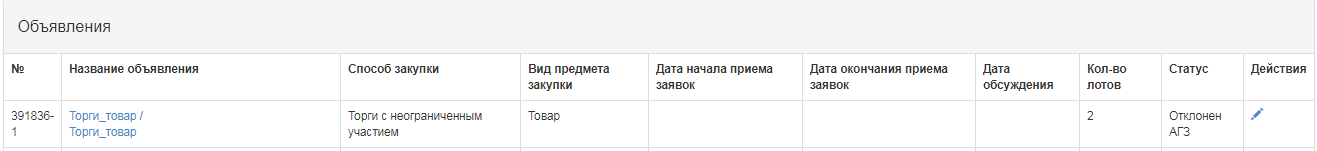 Объявления
№ Название объявления Способ закупки Вид предмета закупки Дата начала приема заявок Дата окончания приема заявок Дата обсуждения Кол-во лотов Статус Действия
391836-1 Торги_товар / Торги_товар Торги с неограниченным участием Товар 2 Отклонен АГЗ